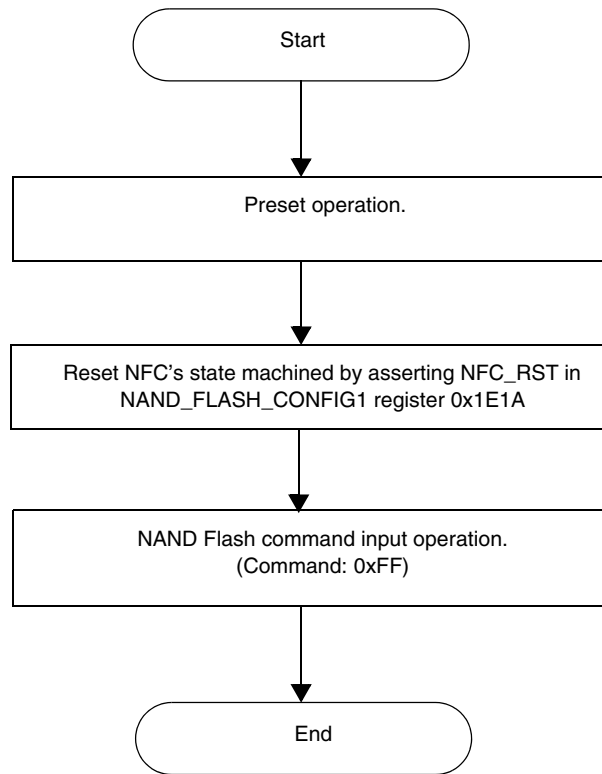 Start
Preset operation.
Reset NFC's state machined by asserting NFC_RST in
NAND_FLASH_CONFIG1 register 0x1E1A
NAND Flash command input operation.
(Command: 0xFF)
End